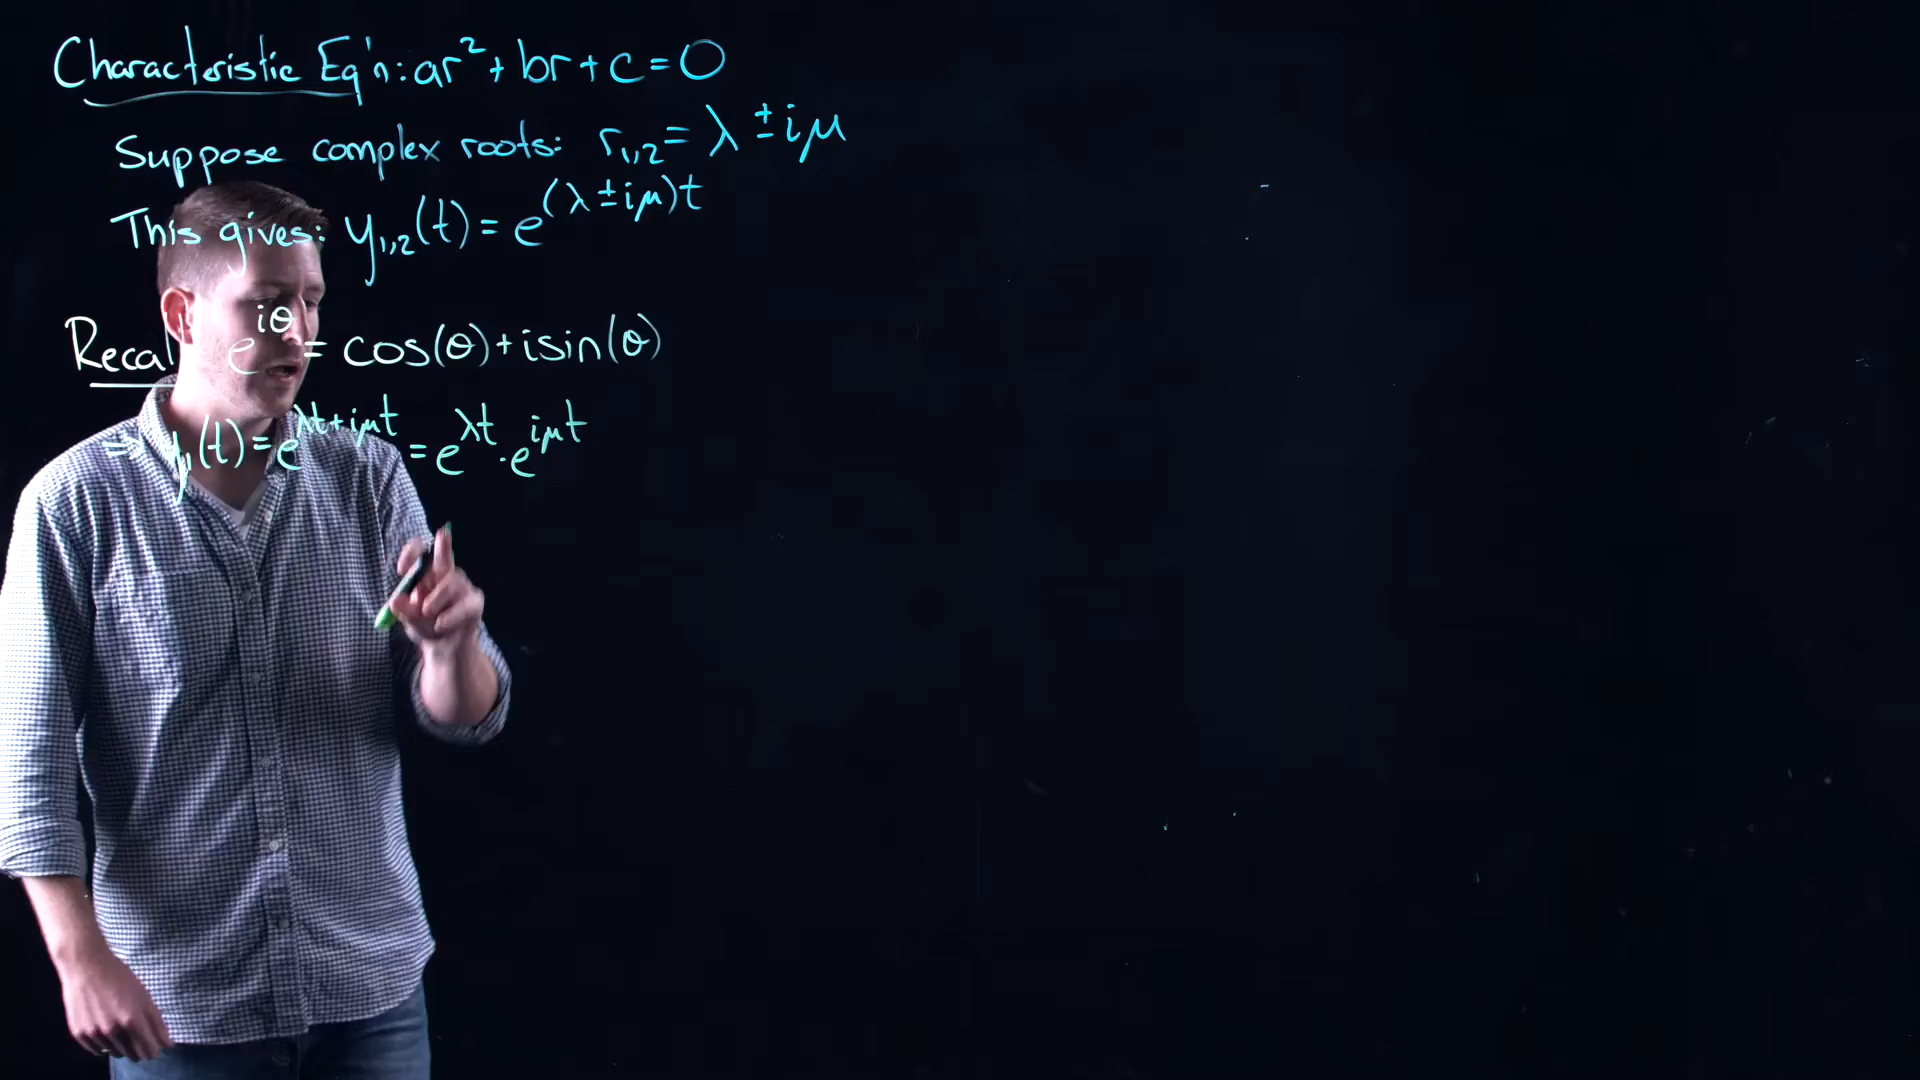 Characteristic Eq'n: ar² + br + c = 0
Suppose complex roots: r₁,₂ = λ ± iμ
This gives: y₁,₂(t) = e^(λ ± iμ)t
Recall e^iθ = cos(θ) + isin(θ)
⇒ y₁(t) = e^λt+iμt = e^λt · e^iμt